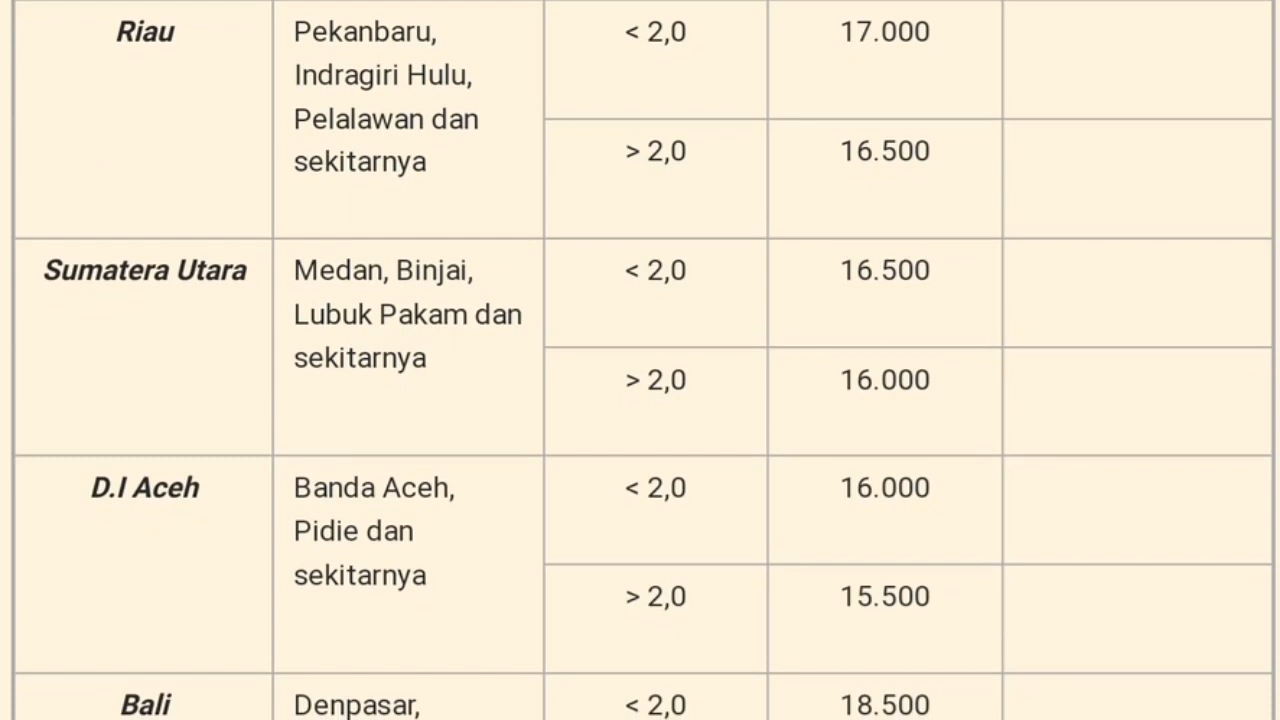 Riau Pekanbaru, < 2,0 17.000
Indragiri Hulu,
Pelalawan dan
> 2,0 16.500
sekitarnya
Sumatera Utara Medan, Binjai, < 2,0 16.500
Lubuk Pakam dan
sekitarnya
> 2,0 16.000
D.I Aceh Banda Aceh, < 2,0 16.000
Pidie dan
sekitarnya
> 2,0 15.500
Bali Denpasar, < 2,0 18.500